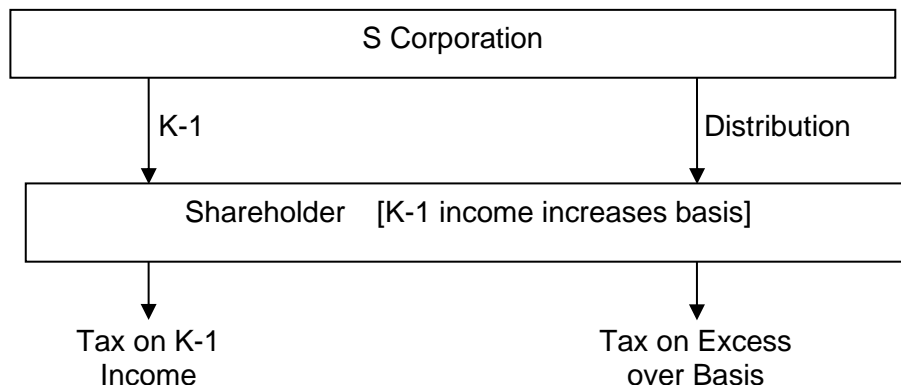 S Corporation
K-1
Distribution
Shareholder [K-1 income increases basis]
Tax on K-1
Income
Tax on Excess
over Basis